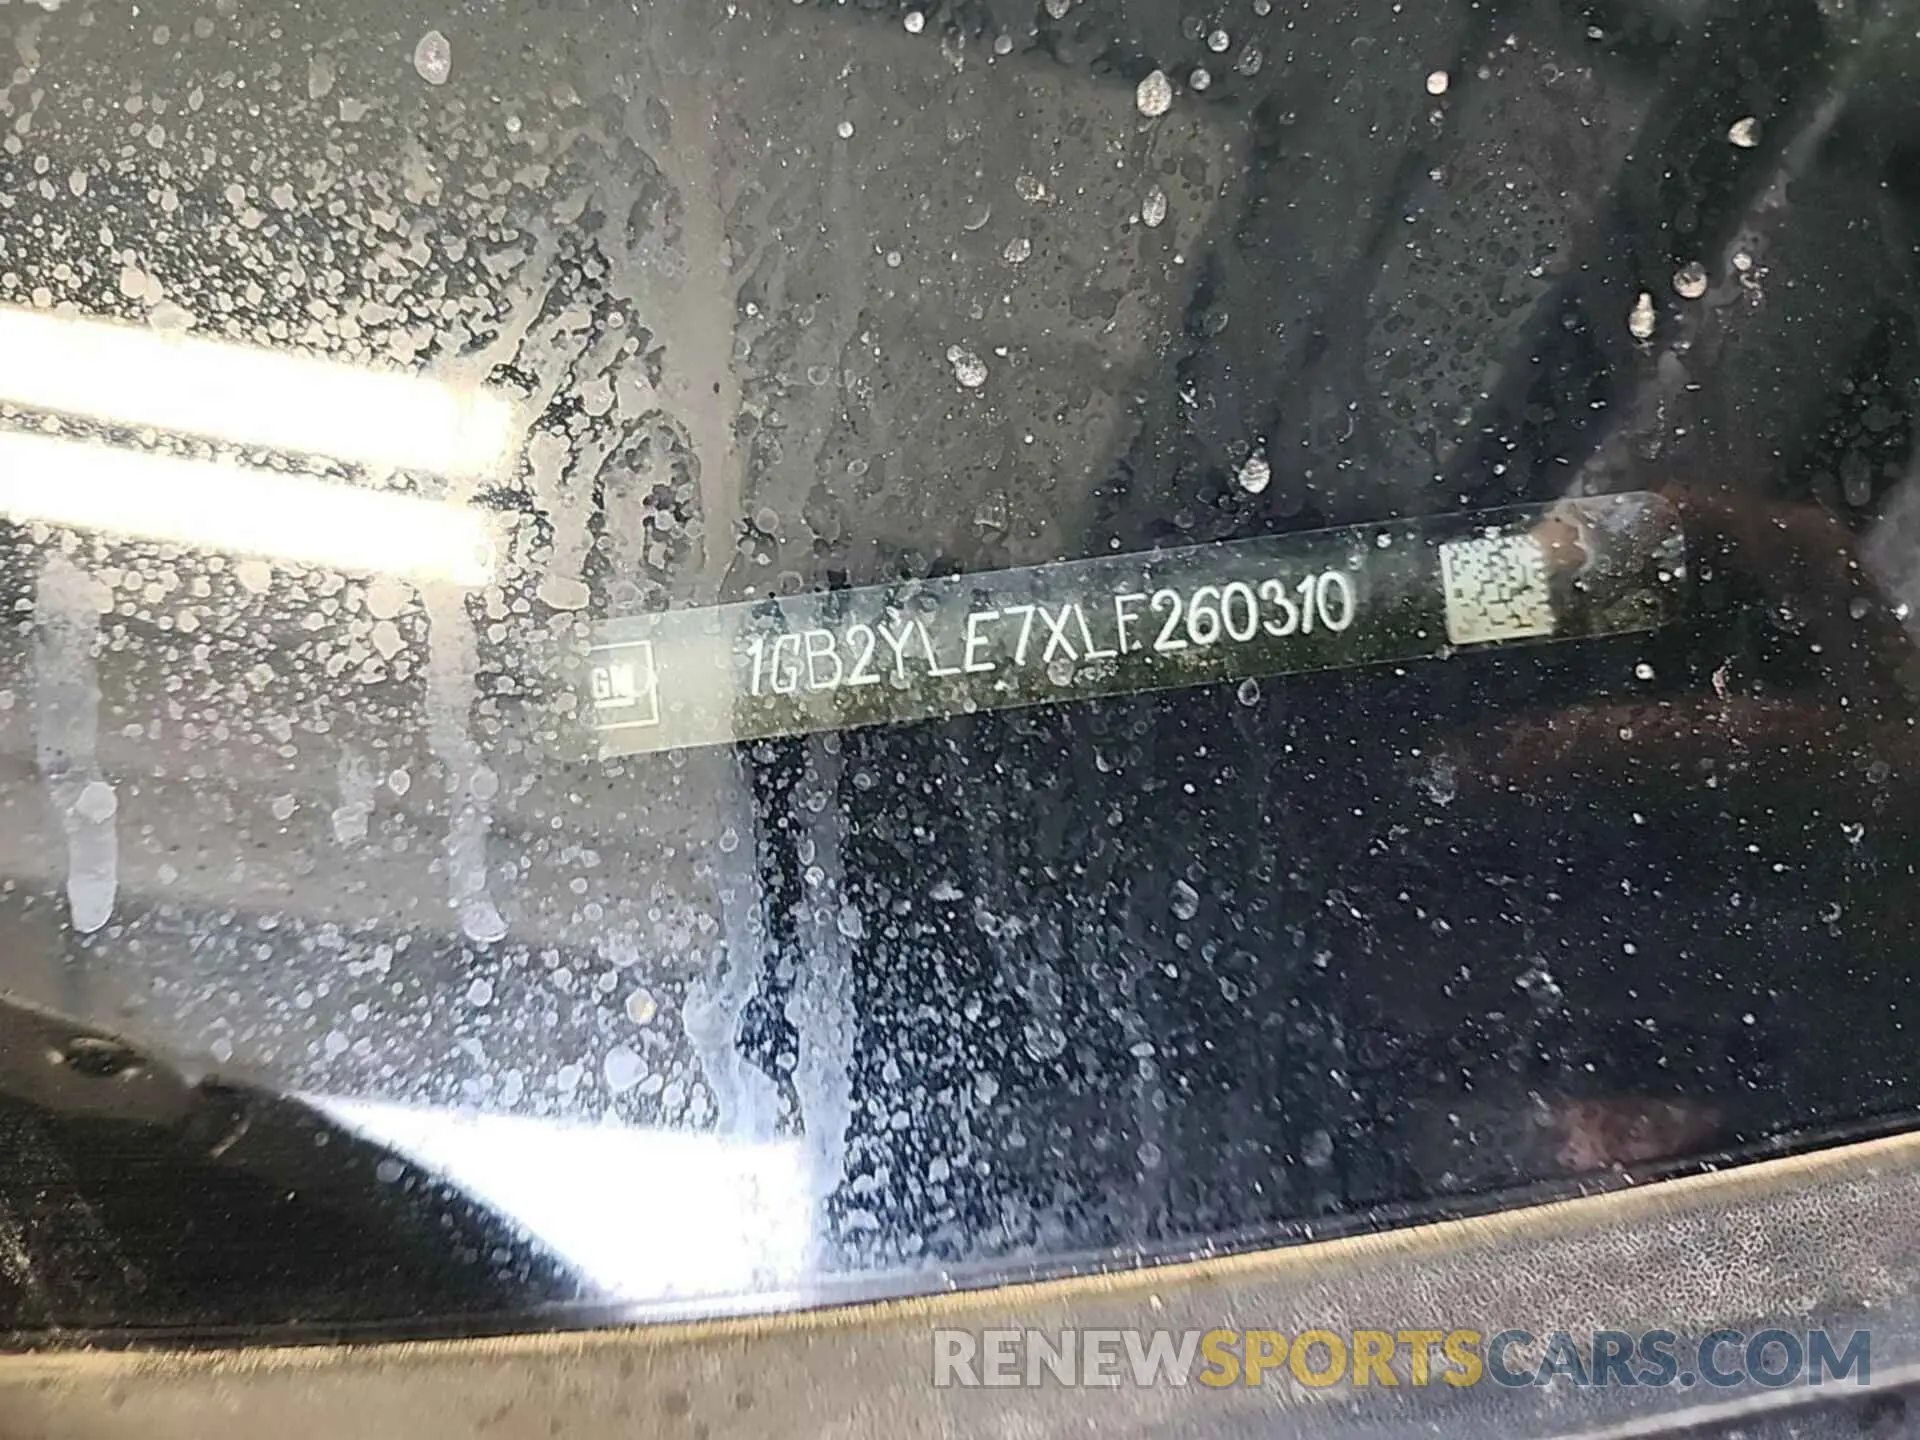 GM 1GB2YLE7XLF260310
RENEWSPORTSCARS.COM